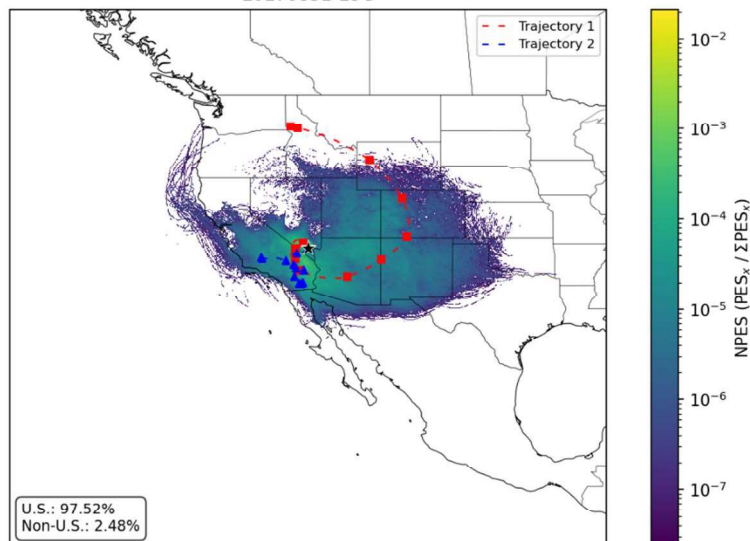 Trajectory 1
Trajectory 2
U.S.: 97.52%
Non-U.S.: 2.48%
10⁻²
10⁻³
10⁻⁴
10⁻⁵
10⁻⁶
10⁻⁷
NPES (PESₓ / Σ PESₓ)